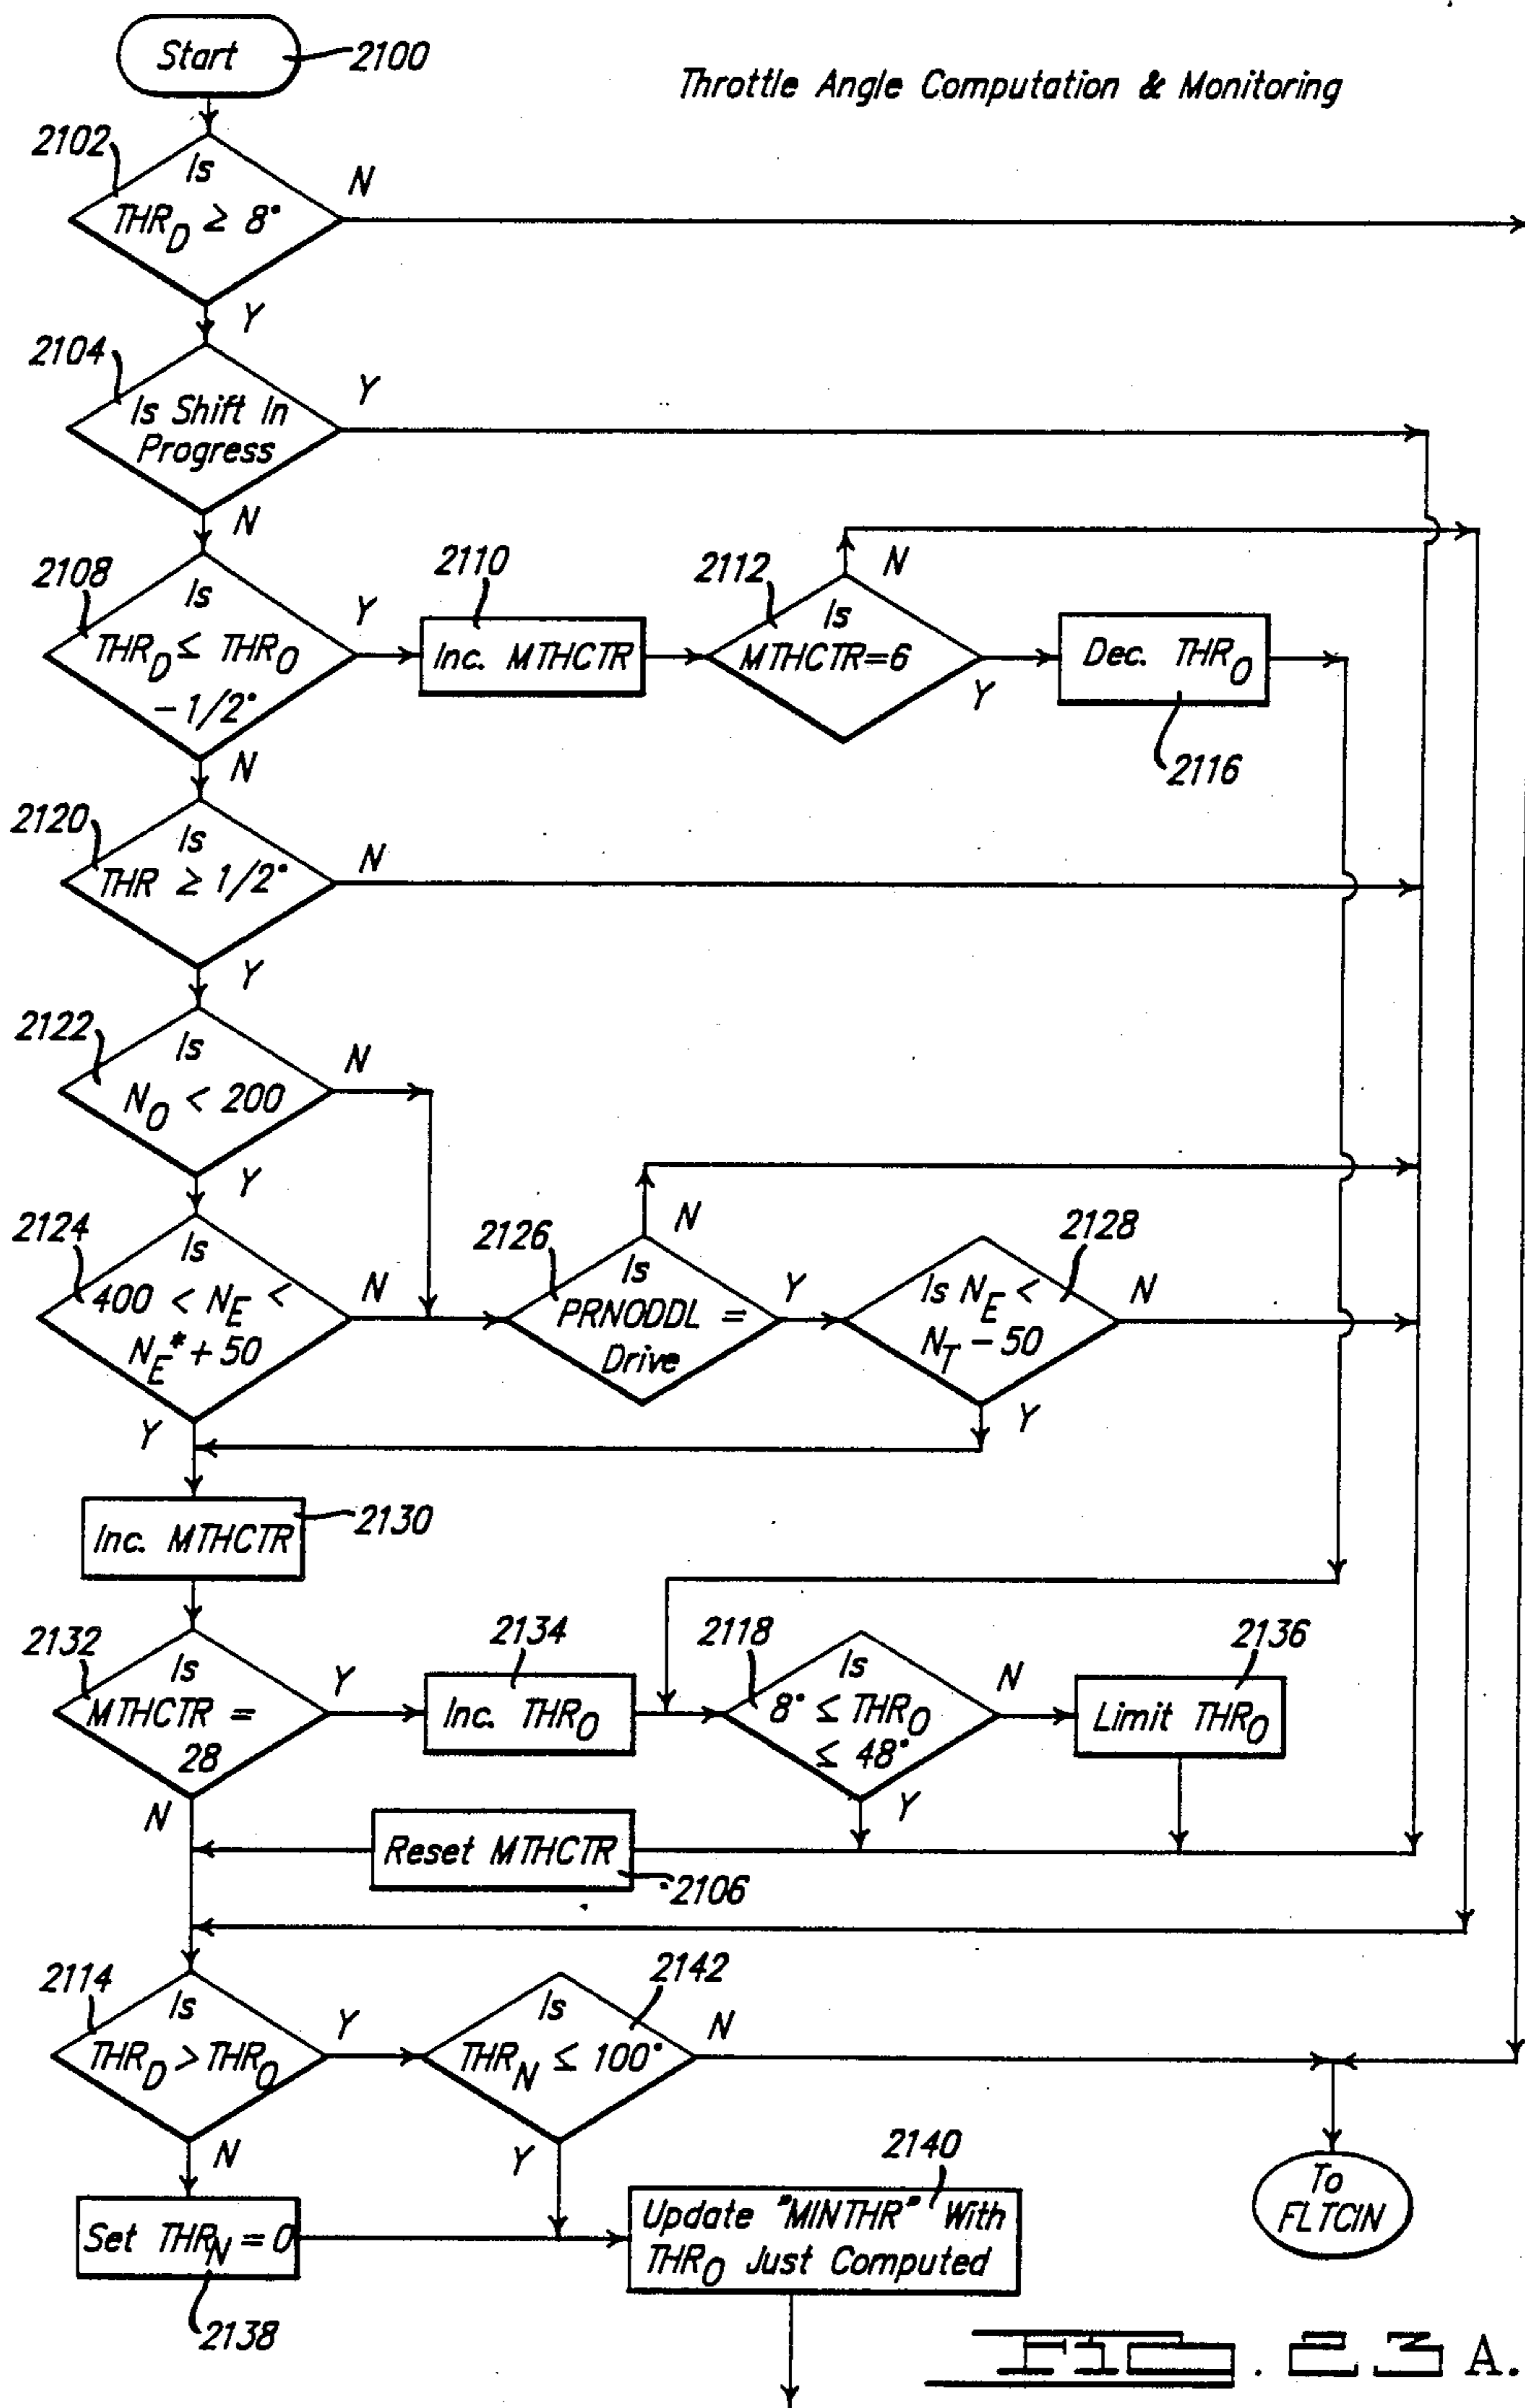 Start
2100
Throttle Angle Computation & Monitoring
2102
Is
THR_D ≥ 8°
N
Y
2104
Is Shift In
Progress
Y
N
2108
Is
THR_D ≤ THR_O
- 1/2°
Y
N
2110
Inc. MTHCTR
2112
Is
MTHCTR=6
N
Y
Dec. THR_O
2116
2120
Is
THR ≥ 1/2°
N
Y
2122
Is
N_O < 200
N
Y
2124
Is
400 < N_E <
N_E* + 50
N
Y
2126
Is
PRNODDL =
Drive
N
Y
2128
Is N_E <
N_T - 50
N
Y
Inc. MTHCTR
2130
2132
Is
MTHCTR =
28
Y
N
2134
Inc. THR_O
2118
Is
8° ≤ THR_O
≤ 48°
N
Y
2136
Limit THR_O
Reset MTHCTR
2106
2114
Is
THR_D > THR_O
Y
N
2142
Is
THR_N ≤ 100°
N
Y
Set THR_N = 0
2138
2140
Update "MINTHR" With
THR_O Just Computed
To
FLTCIN
FIG. 23 A.